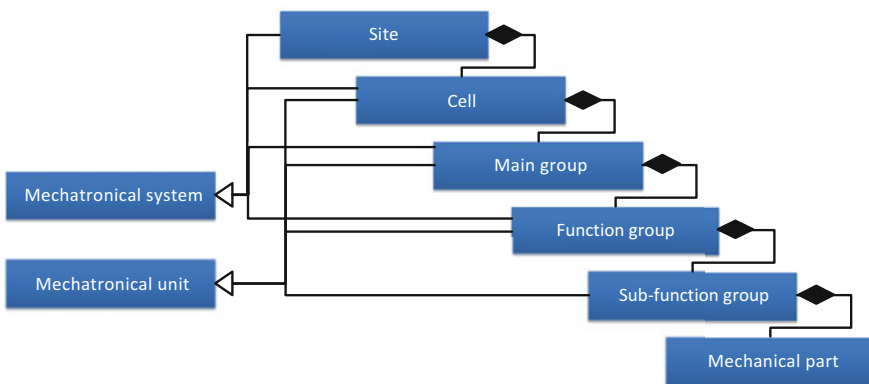 Site
Cell
Main group
Mechatronical system
Function group
Mechatronical unit
Sub-function group
Mechanical part